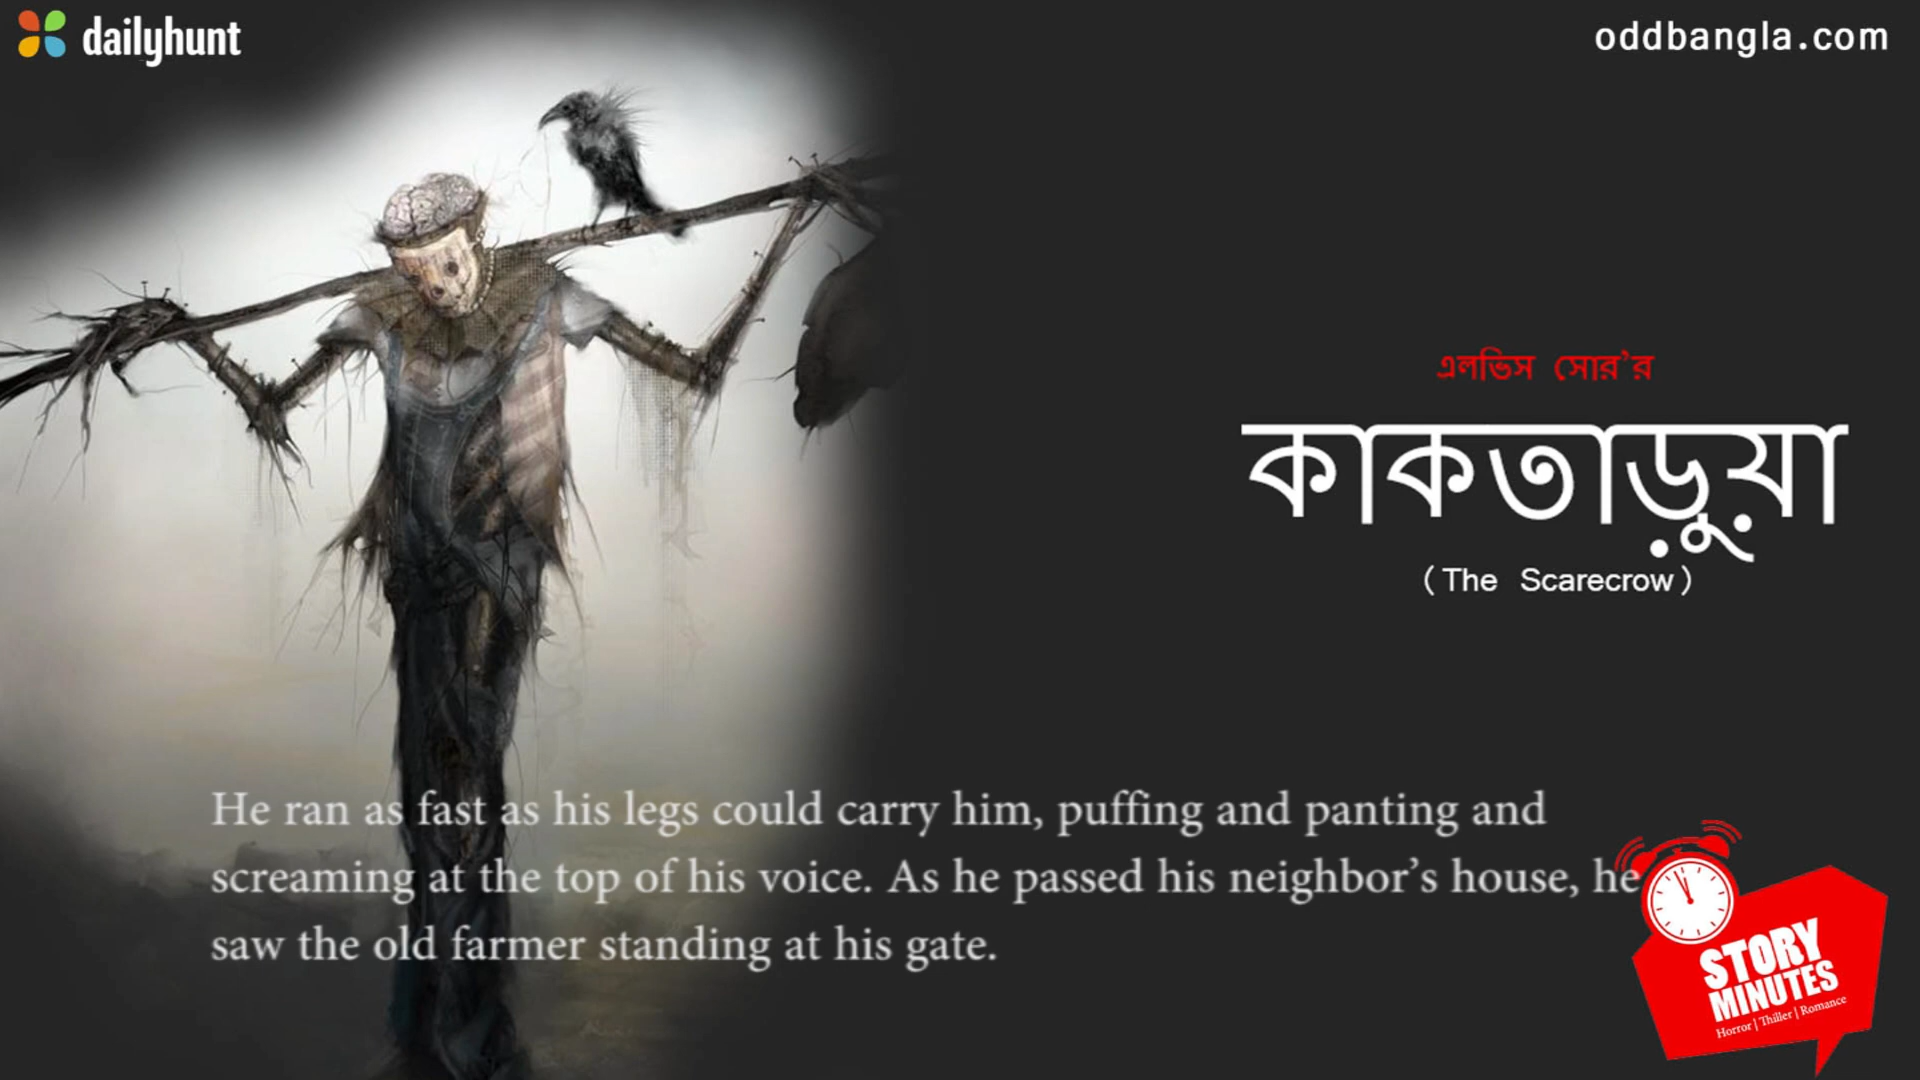 dailyhunt
oddbangla.com
এলভিস সোর'র
কাকতাড়ুয়া
(The Scarecrow)
He ran as fast as his legs could carry him, puffing and panting and
screaming at the top of his voice. As he passed his neighbor’s house, he
saw the old farmer standing at his gate.
STORY
MINUTES
Horror | Thiller | Romance